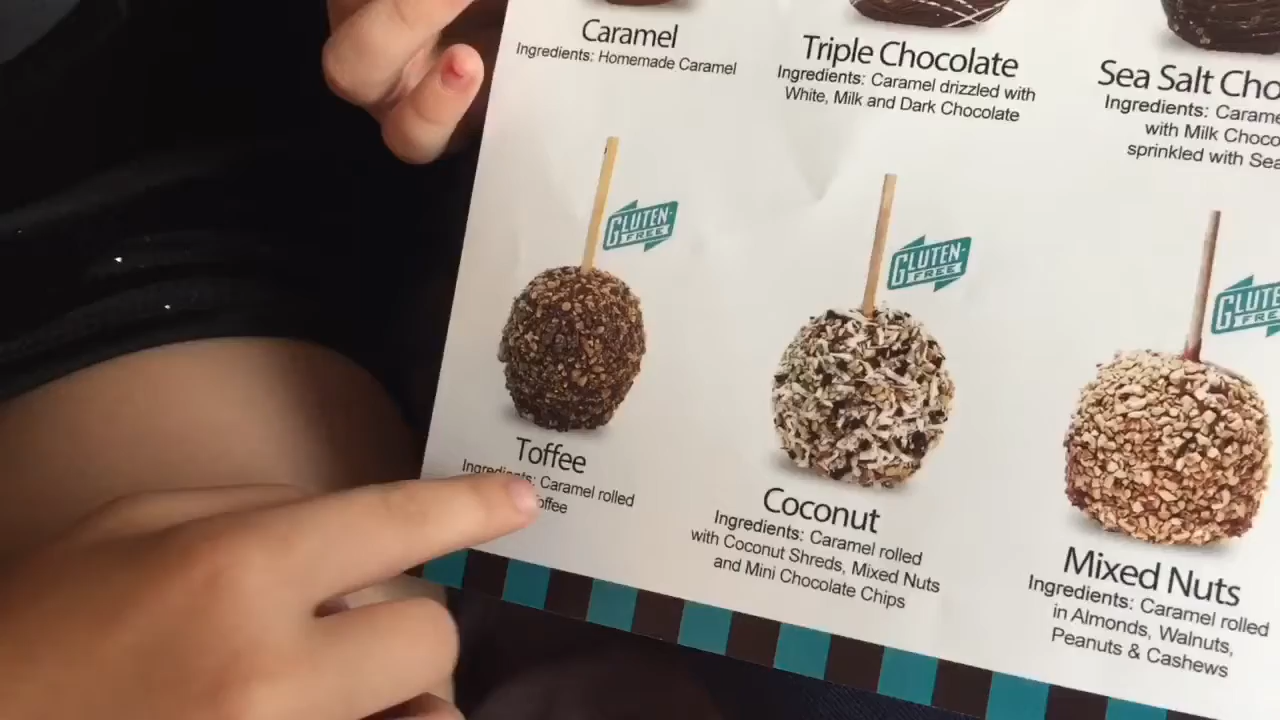 Caramel
Ingredients: Homemade Caramel
Triple Chocolate
Ingredients: Caramel drizzled with
White, Milk and Dark Chocolate
Sea Salt Cho
Ingredients: Carame
with Milk Choco
sprinkled with Sea
GLUTEN-
FREE
Toffee
Ingredients: Caramel rolled
offee
GLUTEN-
FREE
Coconut
Ingredients: Caramel rolled
with Coconut Shreds, Mixed Nuts
and Mini Chocolate Chips
GLUTE
FRE
Mixed Nuts
Ingredients: Caramel rolled
in Almonds, Walnuts,
Peanuts & Cashews